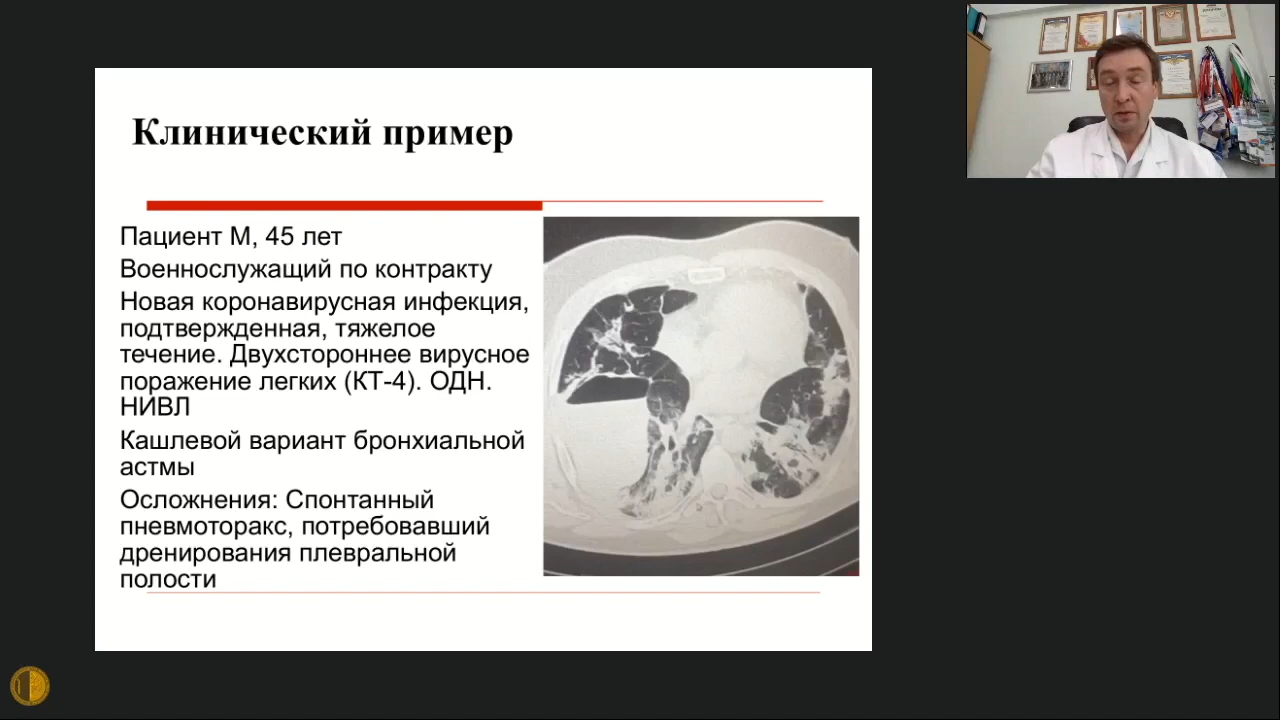 Клинический пример
Пациент М, 45 лет
Военнослужащий по контракту
Новая коронавирусная инфекция,
подтвержденная, тяжелое
течение. Двухстороннее вирусное
поражение легких (КТ-4). ОДН.
НИВЛ
Кашлевой вариант бронхиальной
астмы
Осложнения: Спонтанный
пневмоторакс, потребовавший
дренирования плевральной
полости